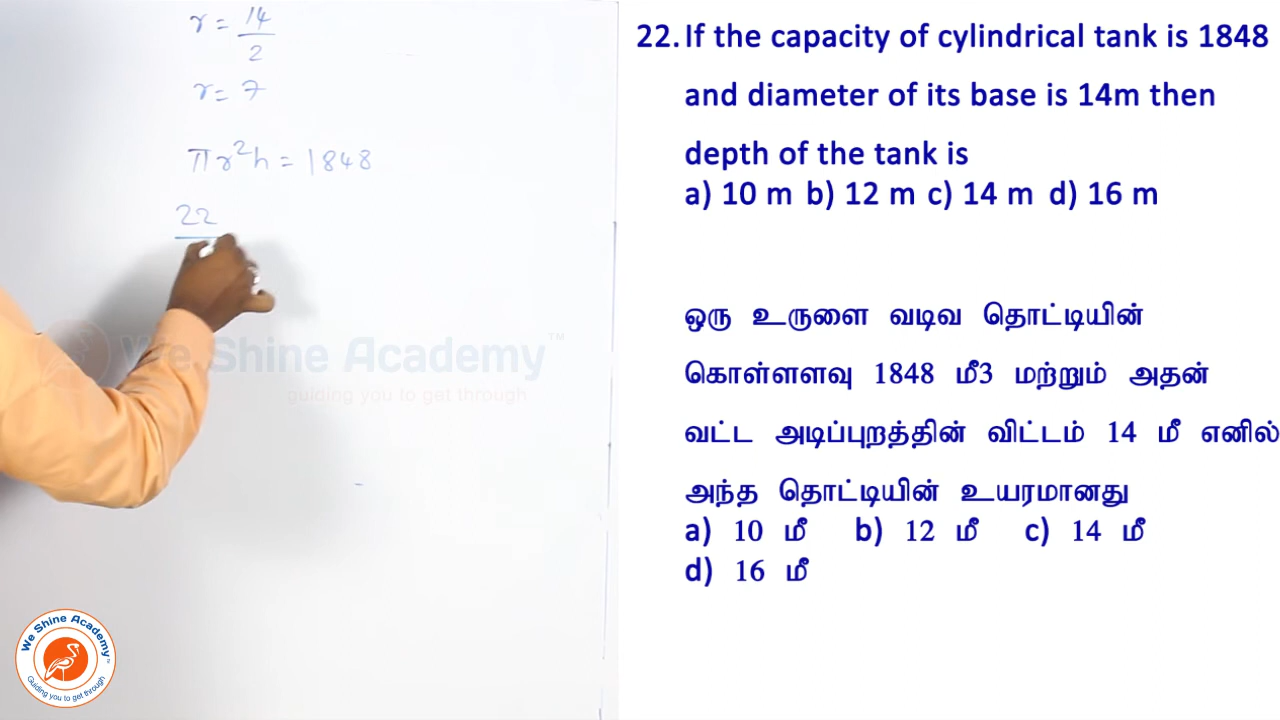 r = 14
2
r = 7
πr²h = 1848
22
We Shine Academy™
guiding you to get through
We Shine Academy™
Guiding you to get through
22. If the capacity of cylindrical tank is 1848
and diameter of its base is 14m then
depth of the tank is
a) 10 m b) 12 m c) 14 m d) 16 m
ஒரு உருளை வடிவ தொட்டியின்
கொள்ளளவு 1848 மீ3 மற்றும் அதன்
வட்ட அடிப்புறத்தின் விட்டம் 14 மீ எனில்
அந்த தொட்டியின் உயரமானது
a) 10 மீ b) 12 மீ c) 14 மீ
d) 16 மீ